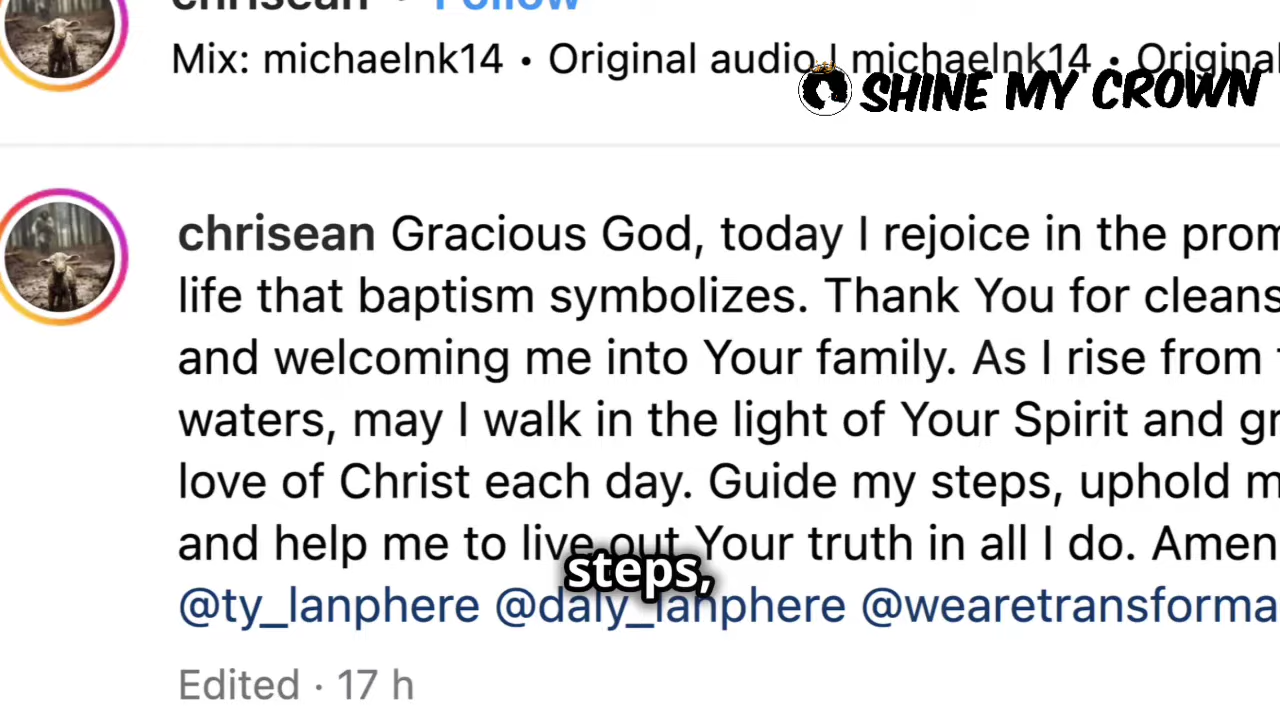 chrisean • Follow
Mix: michaelnk14 • Original audio | michaelnk14 • Original
SHINE MY CROWN
chrisean Gracious God, today I rejoice in the
life that baptism symbolizes. Thank You for
and welcoming me into Your family. As I rise from
waters, may I walk in the light of Your Spirit and
love of Christ each day. Guide my steps, uphold
and help me to live out Your truth in all I do. Amen
steps,
@ty_lanphere @daly_lanphere @wearetransforma
Edited · 17 h